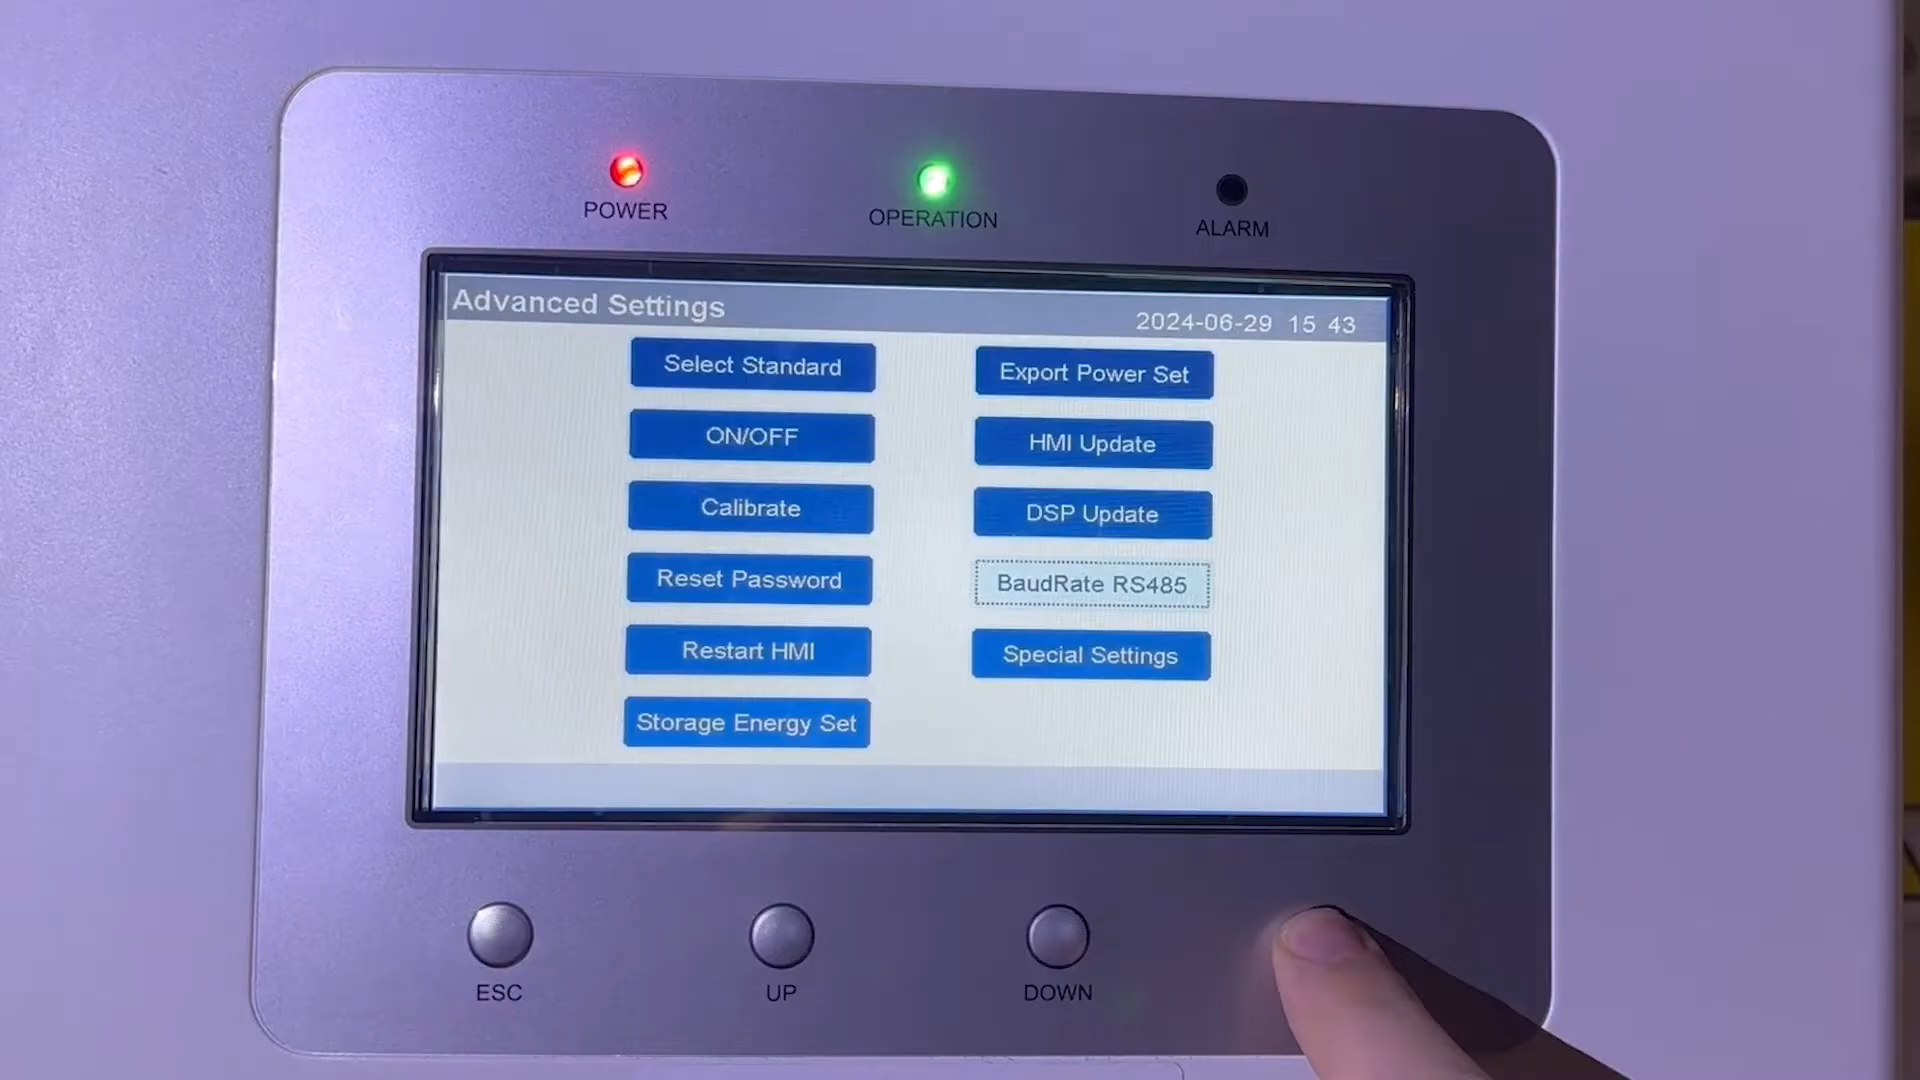 POWER
OPERATION
ALARM
Advanced Settings
2024-06-29 15 43
Select Standard
Export Power Set
ON/OFF
HMI Update
Calibrate
DSP Update
Reset Password
BaudRate RS485
Restart HMI
Special Settings
Storage Energy Set
ESC
UP
DOWN